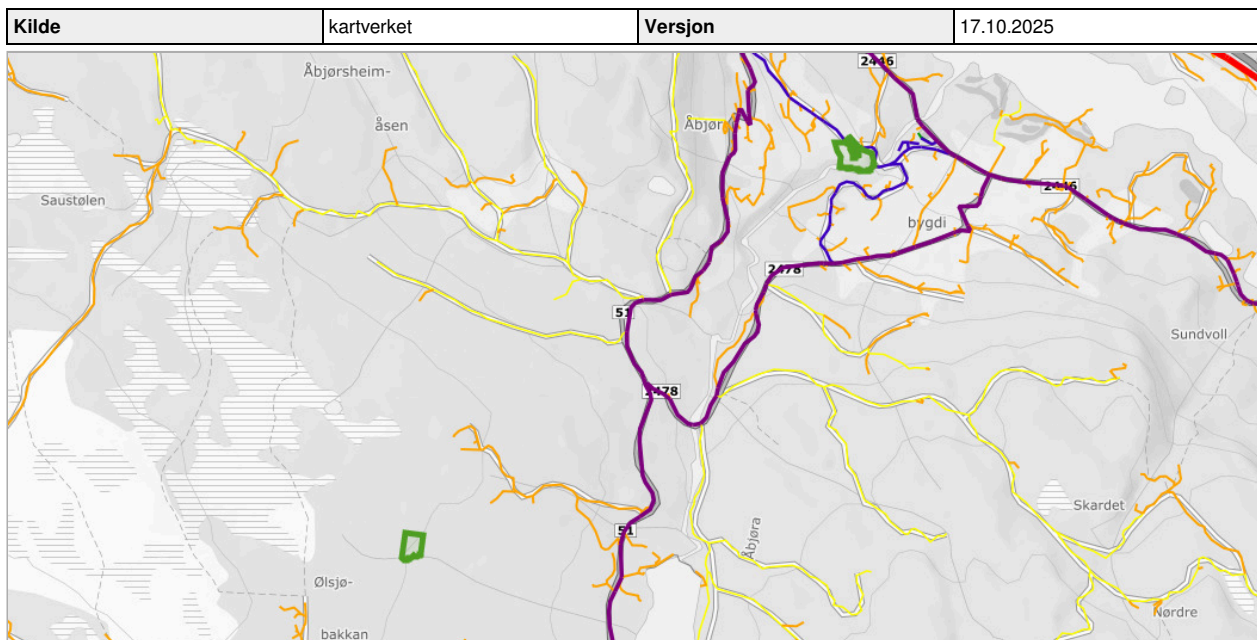 Kilde kartverket Versjon 17.10.2025
Åbjørsheim-
åsen
2446
Åbjør
Saustølen
2446
bygdi
2478
51
Sundvoll
2478
Skardet
51
Åbjøra
Ølsjø-
bakkan
Nørdre